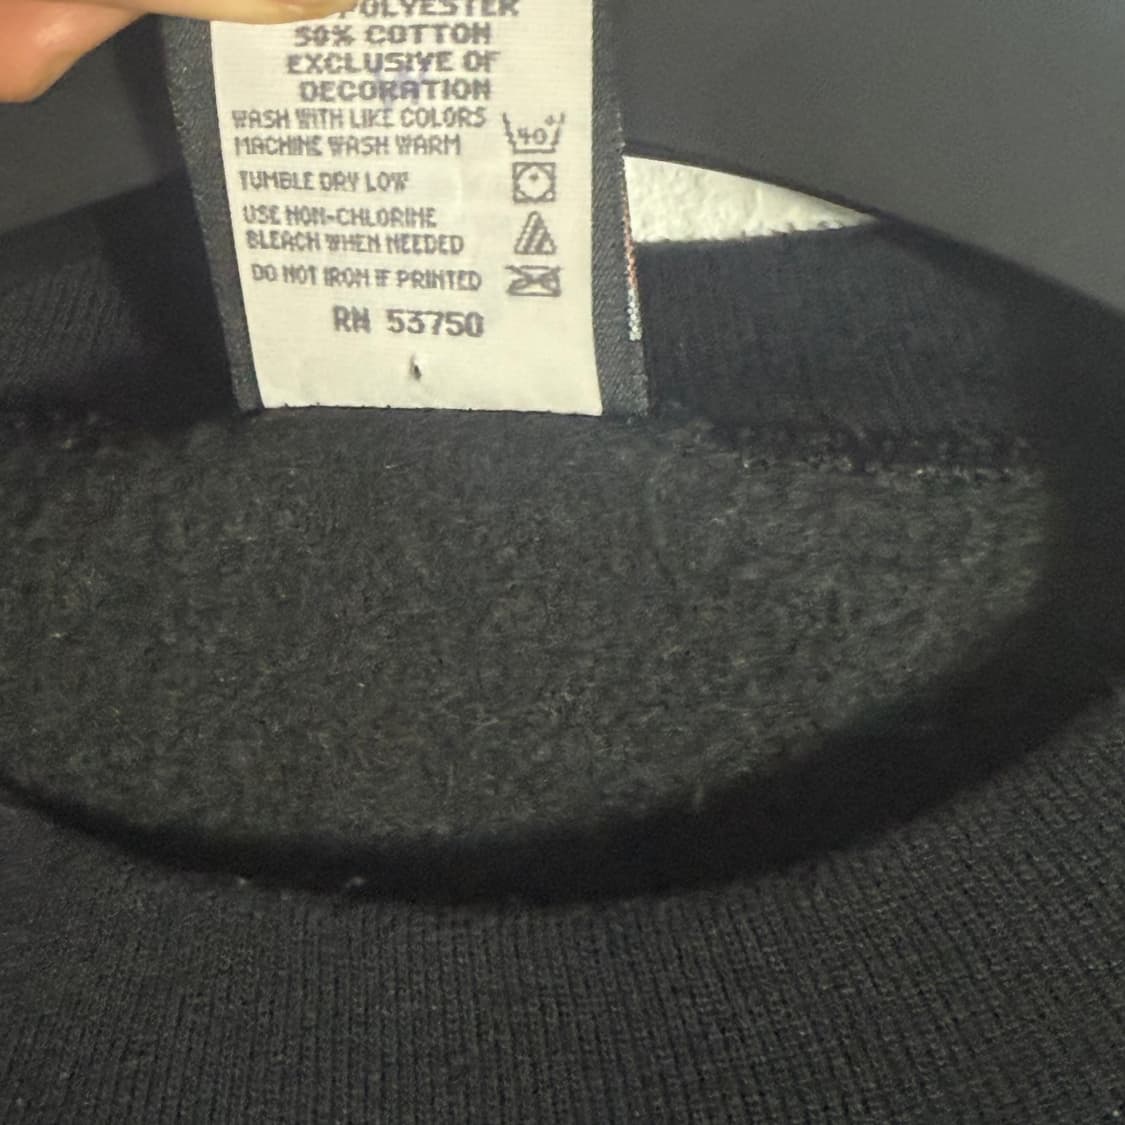 POLYESTER
50% COTTON
EXCLUSIVE OF
DECORATION
WASH WITH LIKE COLORS
MACHINE WASH WARM
40
TUMBLE DRY LOW
USE NON-CHLORINE
BLEACH WHEN NEEDED
DO NOT IRON IF PRINTED
RN 53750